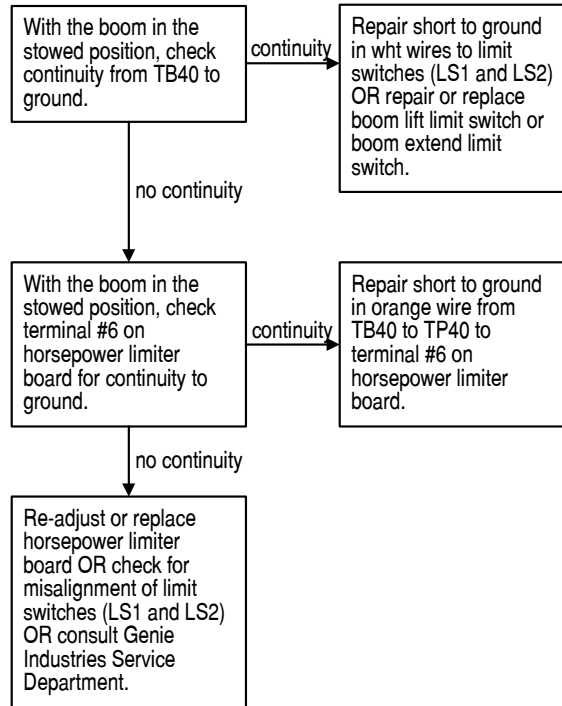 With the boom in the
stowed position, check
continuity from TB40 to
ground.
continuity
Repair short to ground
in wht wires to limit
switches (LS1 and LS2)
OR repair or replace
boom lift limit switch or
boom extend limit
switch.
no continuity
With the boom in the
stowed position, check
terminal #6 on
horsepower limiter
board for continuity to
ground.
continuity
Repair short to ground
in orange wire from
TB40 to TP40 to
terminal #6 on
horsepower limiter
board.
no continuity
Re-adjust or replace
horsepower limiter
board OR check for
misalignment of limit
switches (LS1 and LS2)
OR consult Genie
Industries Service
Department.